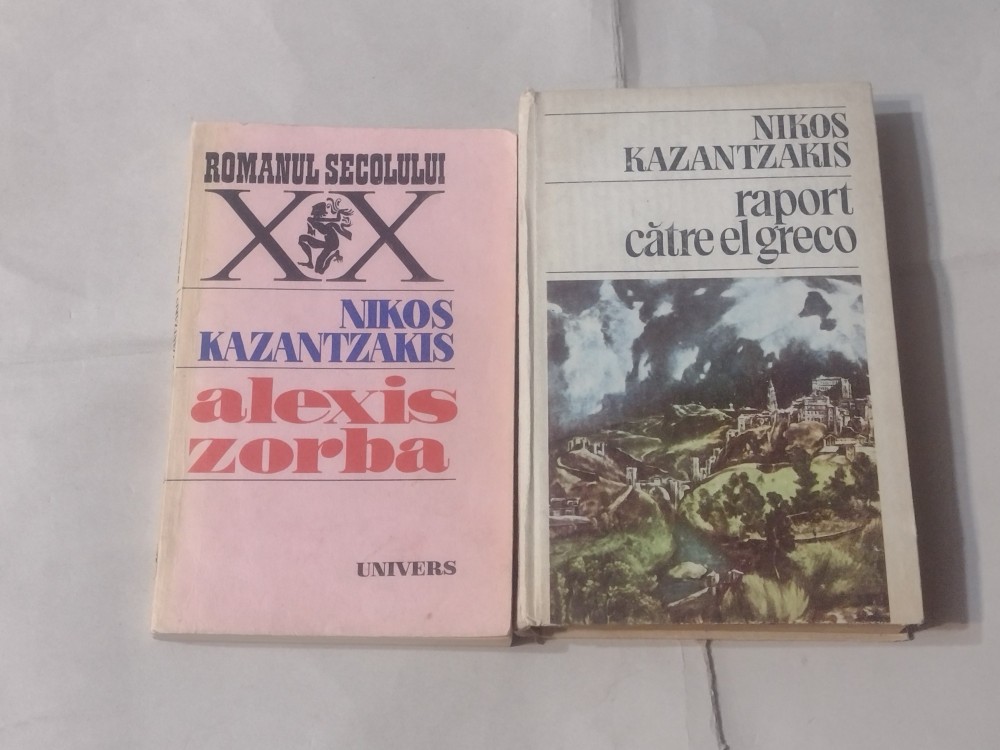 ROMANUL SECOLULUI
XX
NIKOS
KAZANTZAKIS
alexis
zorba
UNIVERS
NIKOS
KAZANTZAKIS
raport
către el greco